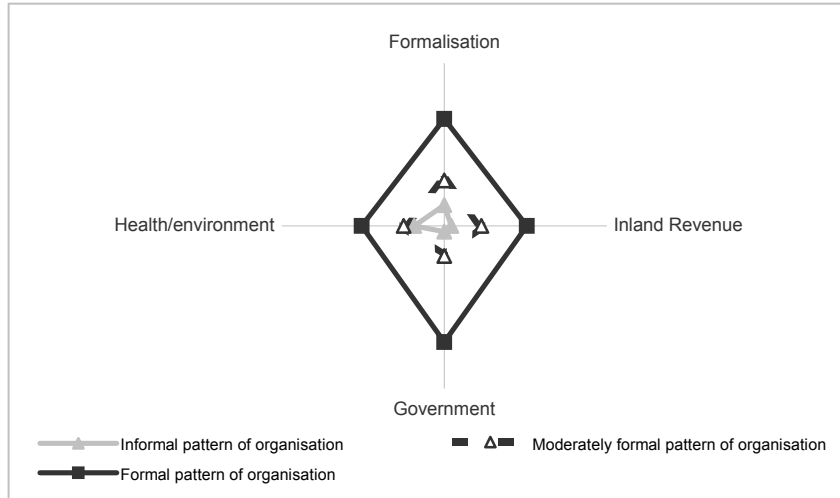 Formalisation
Health/environment
Inland Revenue
Government
Informal pattern of organisation
Moderately formal pattern of organisation
Formal pattern of organisation